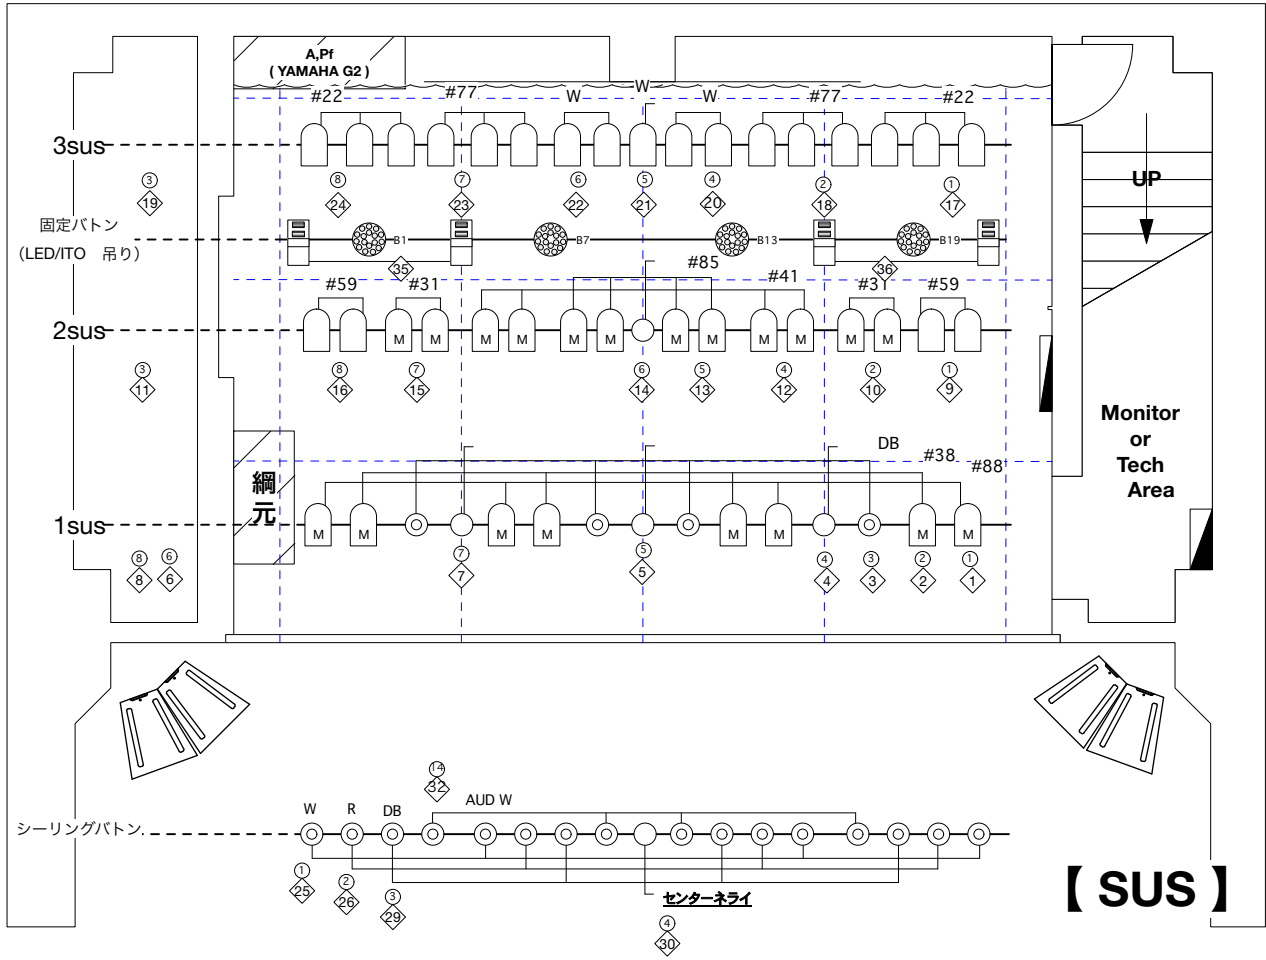 A,Pf
( YAMAHA G2 )
#22 #77 W W W #77 #22
3sus
3 8 7 6 5 4 2 1
19 24 23 22 21 20 18 17
固定バトン
(LED/ITO 吊り)
B1 B7 B13 B19
35 36
UP
#59 #31 #85 #41 #31 #59
2sus
M M M M M M M M M M M M
3 8 7 6 5 4 2 1
11 16 15 14 13 12 10 9
Monitor
or
Tech
Area
DB #38 #88
綱
元
1sus
M M M M M M M M
8 6 7 5 4 3 2 1
8 6 7 5 4 3 2 1
14
32
W R DB AUD W
シーリングバトン
1 2 3
25 26 29
センターネライ
4
30
【 SUS 】